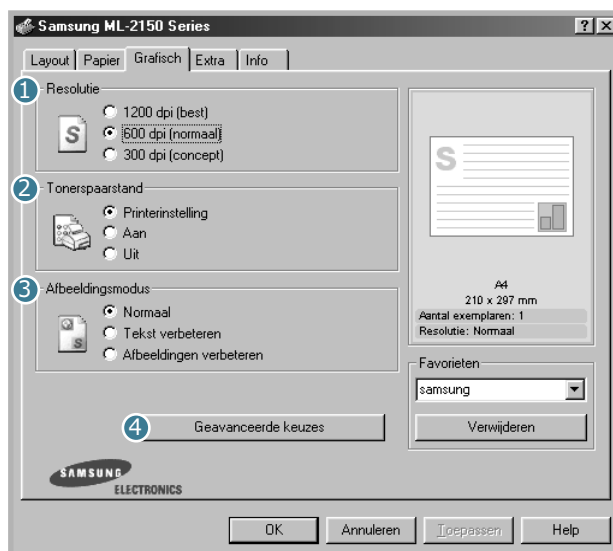 Samsung ML-2150 Series
Layout Papier Grafisch Extra Info
1 Resolutie
1200 dpi (best)
600 dpi (normaal)
300 dpi (concept)
2 Tonerspaarstand
Printerinstelling
Aan
Uit
3 Afbeeldingsmodus
Normaal
Tekst verbeteren
Afbeeldingen verbeteren
4 Geavanceerde keuzes
SAMSUNG
ELECTRONICS
S
S
S
A4
210 x 297 mm
Aantal exemplaren: 1
Resolutie: Normaal
Favorieten
samsung
Verwijderen
OK Annuleren Toepassen Help